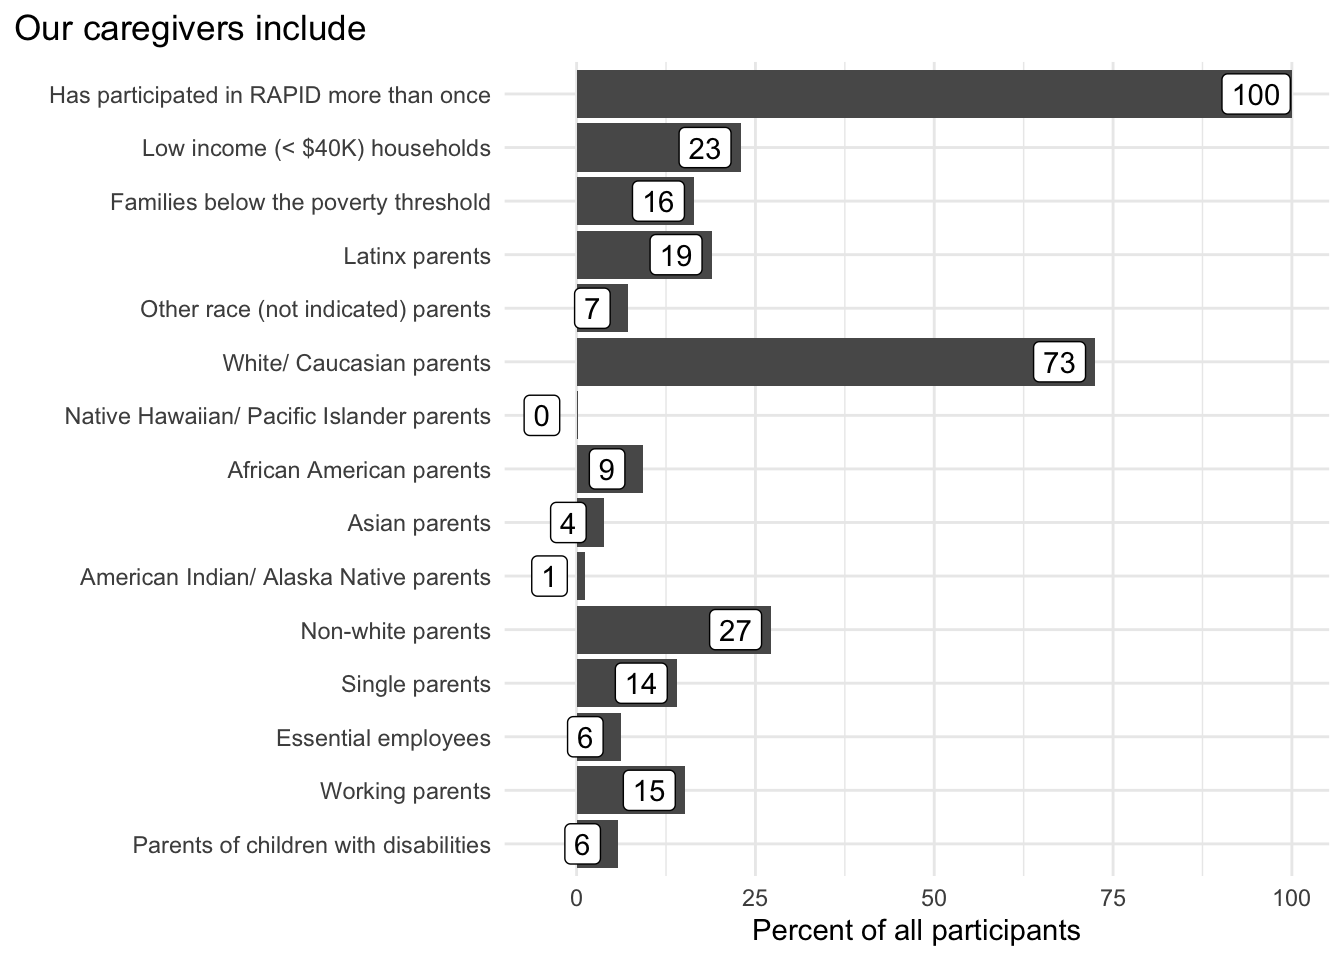 Our caregivers include
Has participated in RAPID more than once 100
Low income (< $40K) households 23
Families below the poverty threshold 16
Latinx parents 19
Other race (not indicated) parents 7
White/ Caucasian parents 73
Native Hawaiian/ Pacific Islander parents 0
African American parents 9
Asian parents 4
American Indian/ Alaska Native parents 1
Non-white parents 27
Single parents 14
Essential employees 6
Working parents 15
Parents of children with disabilities 6
0 25 50 75 100
Percent of all participants